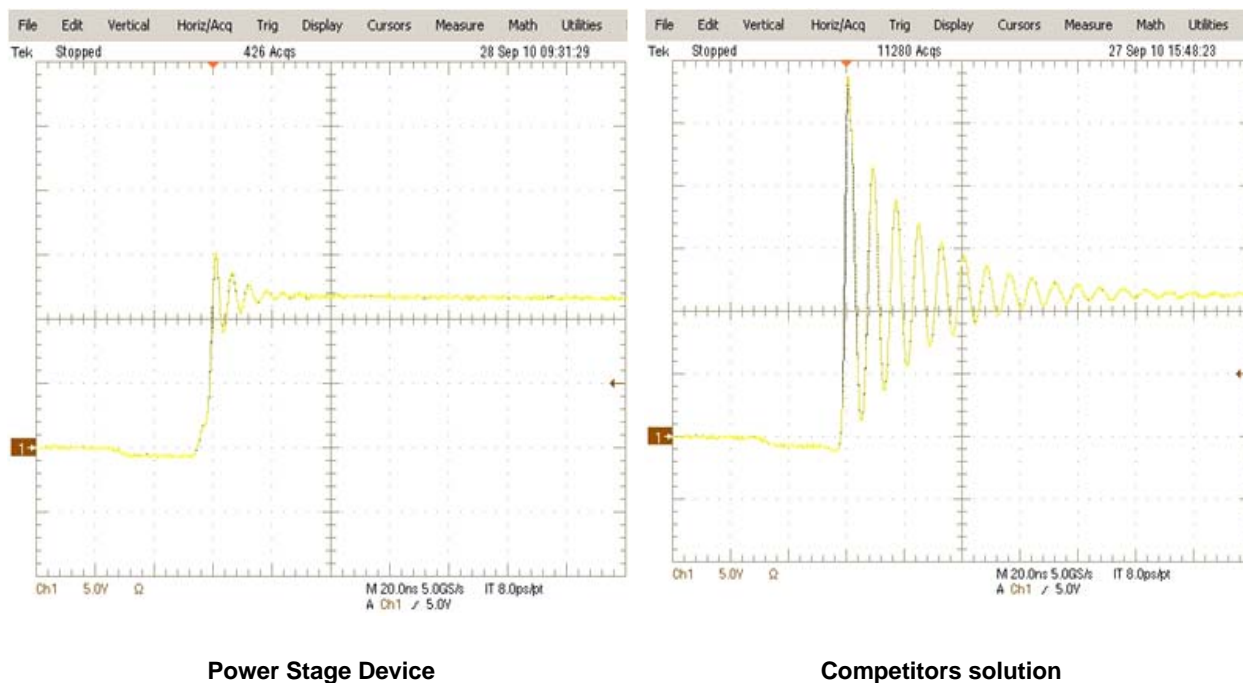 File Edit Vertical Horiz/Acq Trig Display Cursors Measure Math Utilities
Tek Stopped 426 Acqs 28 Sep 10 09:31:29
1
Ch1 5.0V Ω M 20.0ns 5.0GS/s IT 8.0ps/pt
A Ch1 / 5.0V
Power Stage Device
File Edit Vertical Horiz/Acq Trig Display Cursors Measure Math Utilities
Tek Stopped 11280 Acqs 27 Sep 10 15:48:23
1
Ch1 5.0V Ω M 20.0ns 5.0GS/s IT 8.0ps/pt
A Ch1 / 5.0V
Competitors solution